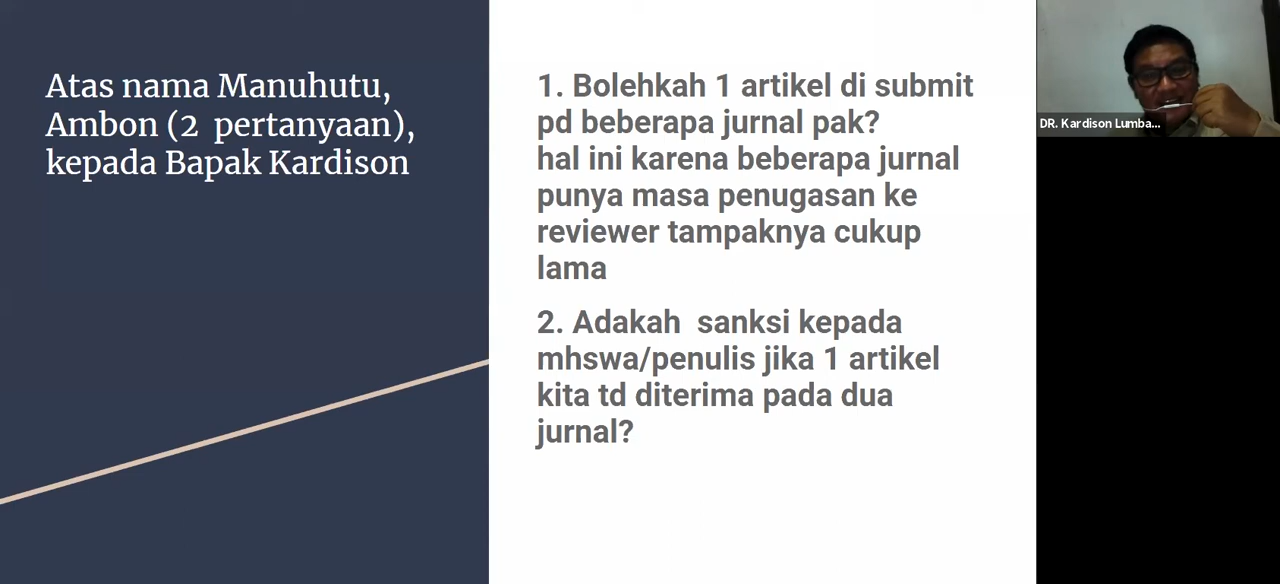 Atas nama Manuhutu,
Ambon (2 pertanyaan),
kepada Bapak Kardison
1. Bolehkah 1 artikel di submit
pd beberapa jurnal pak?
hal ini karena beberapa jurnal
punya masa penugasan ke
reviewer tampaknya cukup
lama
2. Adakah sanksi kepada
mhswa/penulis jika 1 artikel
kita td diterima pada dua
jurnal?
DR. Kardison Lumba...